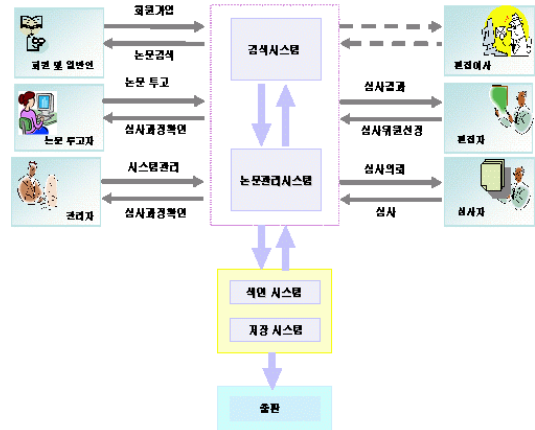 회원가입
논문검색
회원 및 일반인
검색시스템
편집이사
논문 투고
심사과정확인
논문 투고자
심사결과
심사위원선정
편집자
시스템관리
심사과정확인
관리자
논문관리시스템
심사의뢰
심사
심사자
색인 시스템
저장 시스템
출판